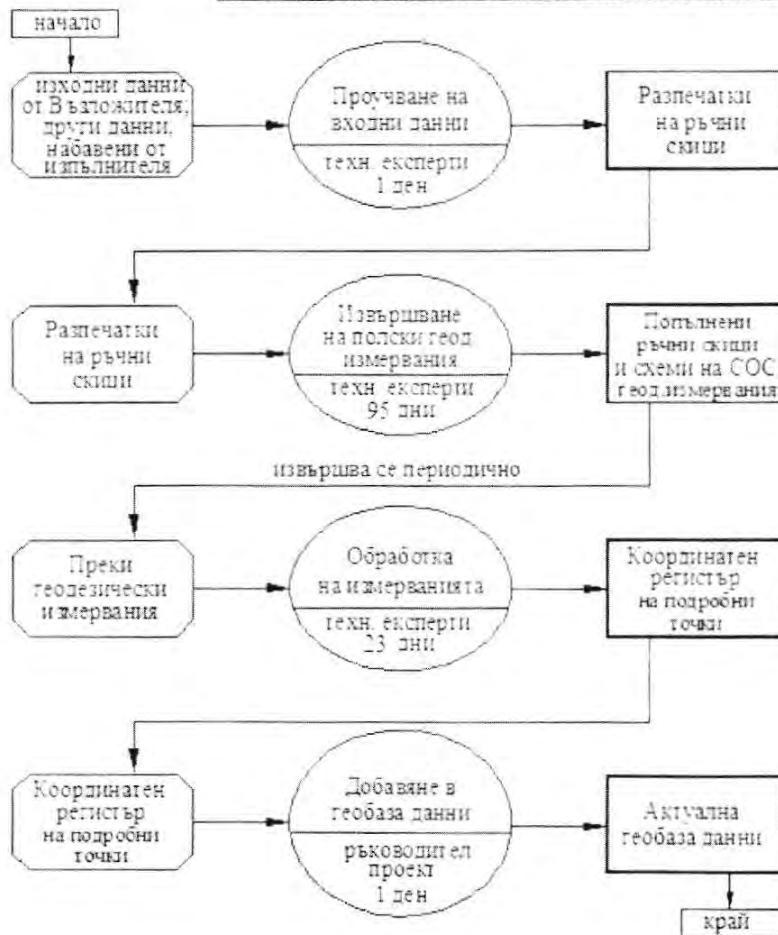 начало
изходни данни
от Възложителя;
други данни,
набавени от
изпълнителя
Проучване на
входни данни
техн. експерти
1 ден
Разпечатки
на ръчни
скици
Разпечатки
на ръчни
скици
Извършване
на полски геод.
измервания
техн. експерти
95 дни
Попълнени
ръчни скици
и схеми на СОС,
геод.измервания
извършва се периодично
Преки
геодезически
измервания
Обработка
на измерванията
техн. експерти
23 дни
Координатен
регистър
на подробни
точки
Координатен
регистър
на подробни
точки
Добавяне в
геобаза данни
ръководител
проект
1 ден
Актуална
геобаза данни
край